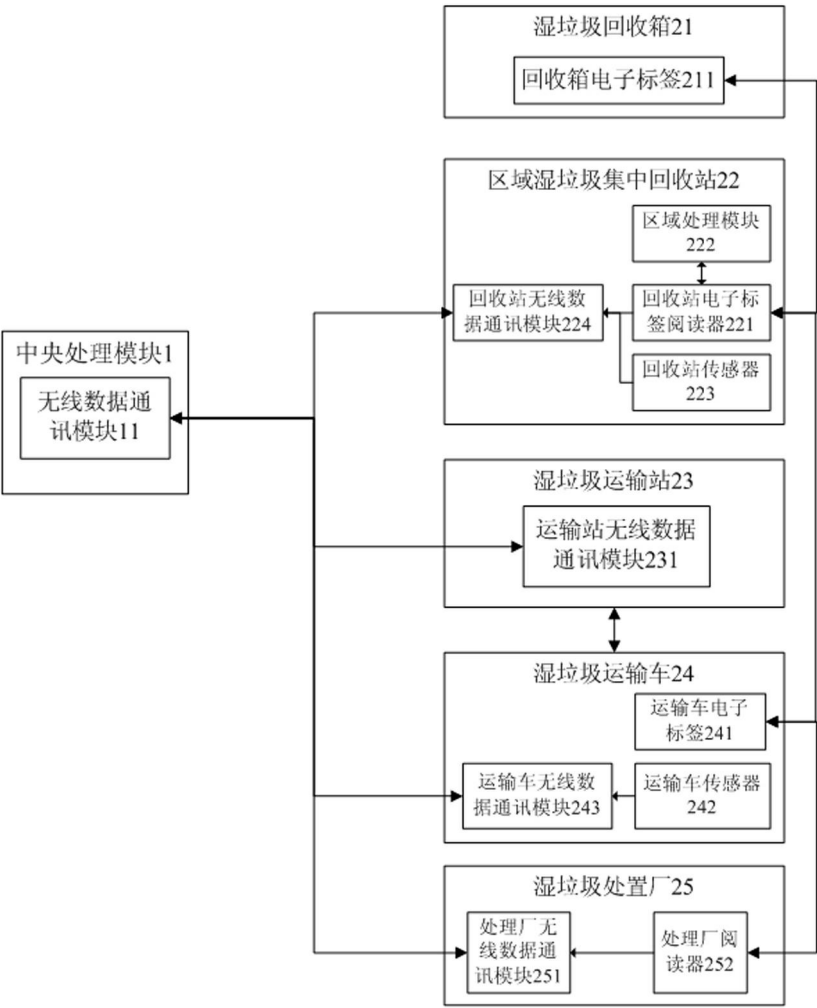 湿垃圾回收箱21
回收箱电子标签211
区域湿垃圾集中回收站22
区域处理模块
222
回收站无线数
据通讯模块224
回收站电子标
签阅读器221
回收站传感器
223
中央处理模块1
无线数据通
讯模块11
湿垃圾运输站23
运输站无线数据
通讯模块231
湿垃圾运输车24
运输车电子
标签241
运输车无线数
据通讯模块243
运输车传感器
242
湿垃圾处置厂25
处理厂无
线数据通
讯模块251
处理厂阅
读器252